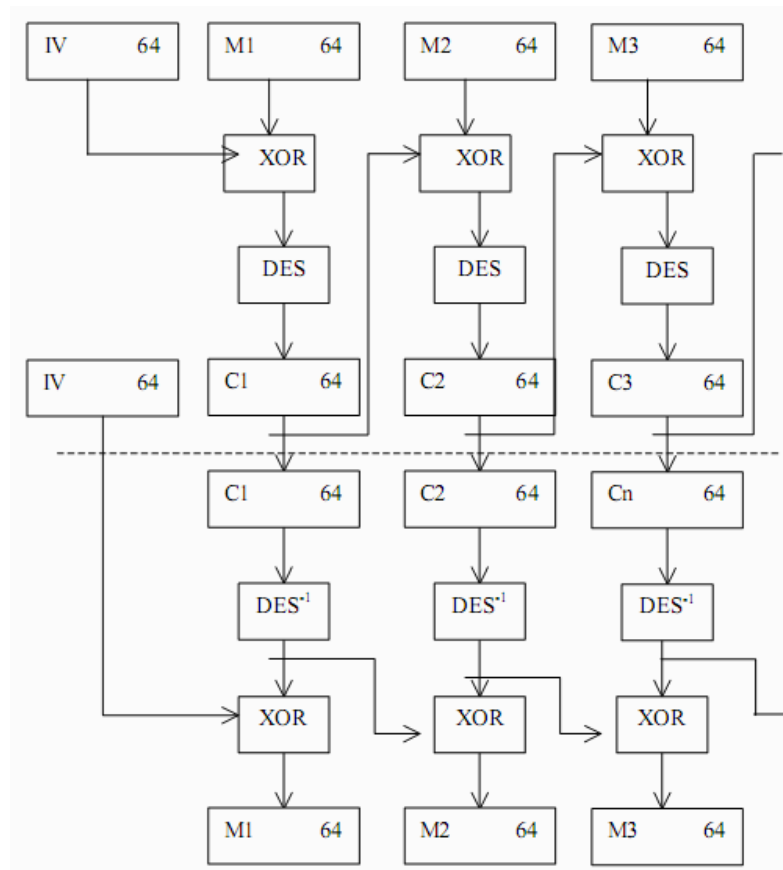 IV 64 M1 64 M2 64 M3 64
XOR XOR XOR
DES DES DES
IV 64 C1 64 C2 64 C3 64
C1 64 C2 64 Cn 64
DES⁻¹ DES⁻¹ DES⁻¹
XOR XOR XOR
M1 64 M2 64 M3 64